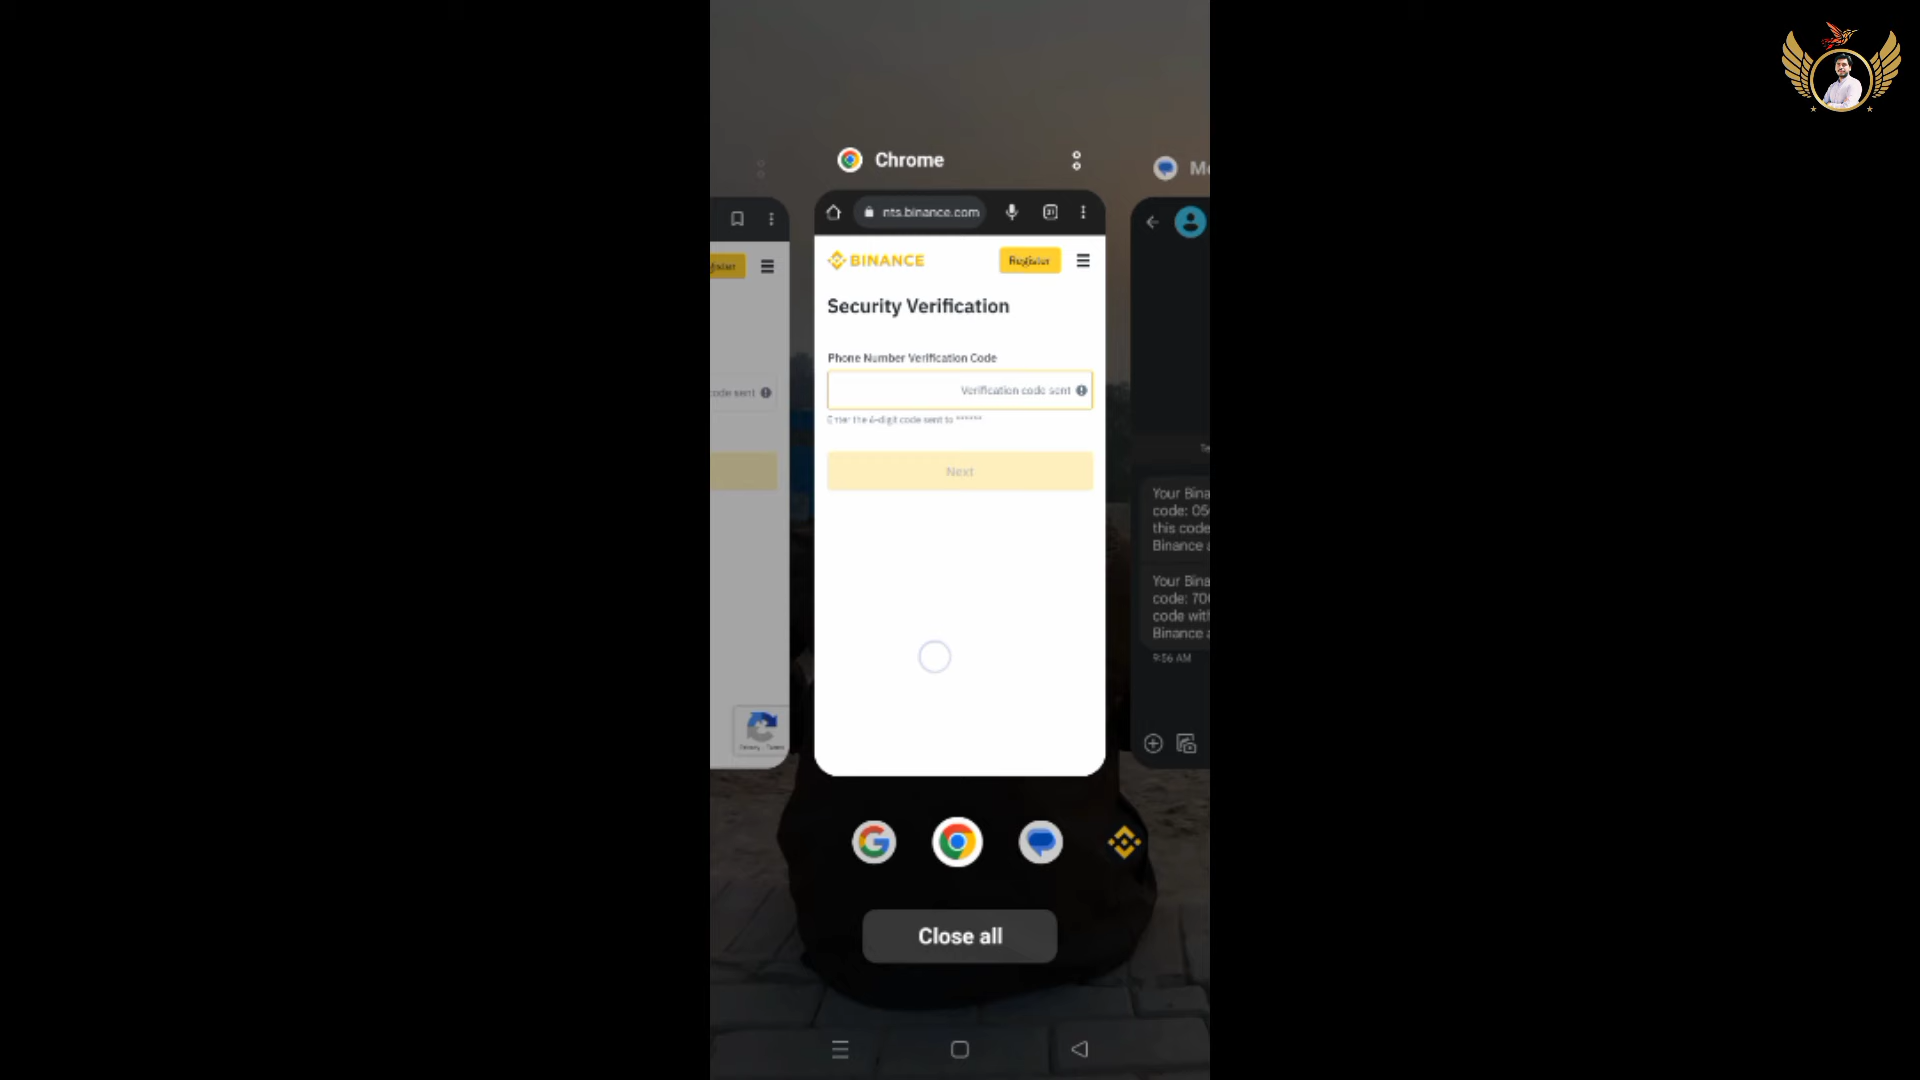 Chrome
nts.binance.com
BINANCE
Register
Security Verification
Phone Number Verification Code
Verification code sent
Enter the 6-digit code sent to ******
Next
code sent
Your Bina
code: 05
this code
Binance a
Your Bina
code: 70
code with
Binance a
9:56 AM
Close all